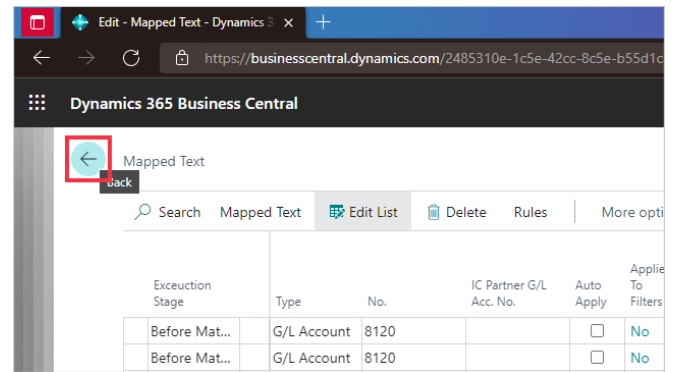 Edit - Mapped Text - Dynamics 3
https://businesscentral.dynamics.com/2485310e-1c5e-42cc-8c5e-b55d1c
Dynamics 365 Business Central
Mapped Text
Back
Search Mapped Text Edit List Delete Rules More opti
Exceuction Stage Type No. IC Partner G/L Acc. No. Auto Apply Applie To Filters
Before Mat... G/L Account 8120 No
Before Mat... G/L Account 8120 No